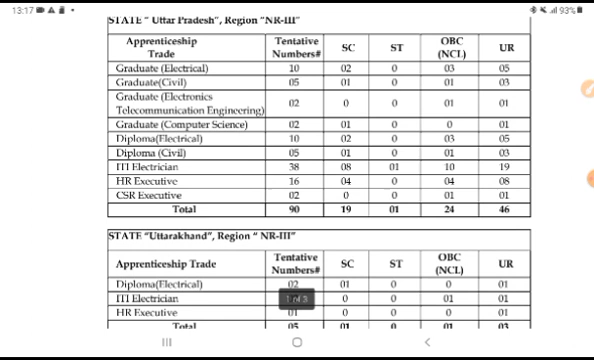 13:17
93%
STATE " Uttar Pradesh", Region "NR-III"
Apprenticeship Trade Tentative Numbers# SC ST OBC (NCL) UR
Graduate (Electrical) 10 02 0 03 05
Graduate(Civil) 05 01 0 01 03
Graduate (Electronics Telecommunication Engineering) 02 0 0 01 01
Graduate (Computer Science) 02 01 0 0 01
Diploma(Electrical) 10 02 0 03 05
Diploma (Civil) 05 01 0 01 03
ITI Electrician 38 08 01 10 19
HR Executive 16 04 0 04 08
CSR Executive 02 0 0 01 01
Total 90 19 01 24 46
STATE "Uttarakhand", Region " NR-III"
Apprenticeship Trade Tentative Numbers# SC ST OBC (NCL) UR
Diploma(Electrical) 02 01 0 0 01
ITI Electrician 0 0 01 01
HR Executive 01 0 0 0 01
Total 05 01 0 01 03